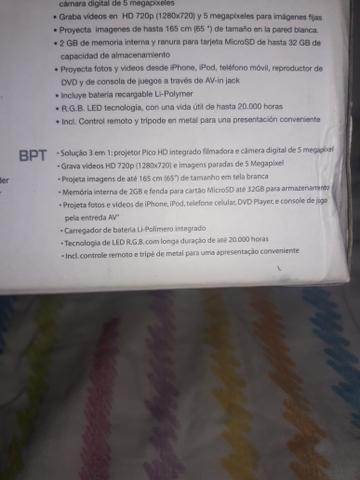 cámara digital de 5 megapíxeles
• Graba vídeos en HD 720p (1280x720) y 5 megapíxeles para imágenes fijas
• Proyecta imagenes de hasta 165 cm (65 ") de tamaño en la pared blanca.
• 2 GB de memoria interna y ranura para tarjeta MicroSD de hasta 32 GB de
capacidad de almacenamiento
• Proyecta fotos y videos desde iPhone, iPod, teléfono móvil, reproductor de
DVD y de consola de juegos a través de AV-in jack
• Incluye bateria recargable Li-Polymer
• R.G.B. LED tecnología, con una vida útil de hasta 20.000 horas
• Incl. Control remoto y trípode en metal para una presentación conveniente
BPT
• Solução 3 em 1: projetor Pico HD integrado filmadora e câmera digital de 5 megapixel
• Grava vídeos HD 720p (1280x720) e imagens paradas de 5 Megapixel
• Projeta imagens de até 165 cm (65") de tamanho em tela branca
• Memória interna de 2GB e fenda para cartão MicroSD até 32GB para armazenamento
• Projeta fotos e vídeos de iPhone, iPod, telefone celular, DVD Player, e console de jogo
pela entreda AV"
• Carregador de bateria Li-Polímero integrado
• Tecnologia de LED R.G.B. com longa duração de até 20.000 horas
• Incl. controle remoto e tripé de metal para uma apresentação conveniente